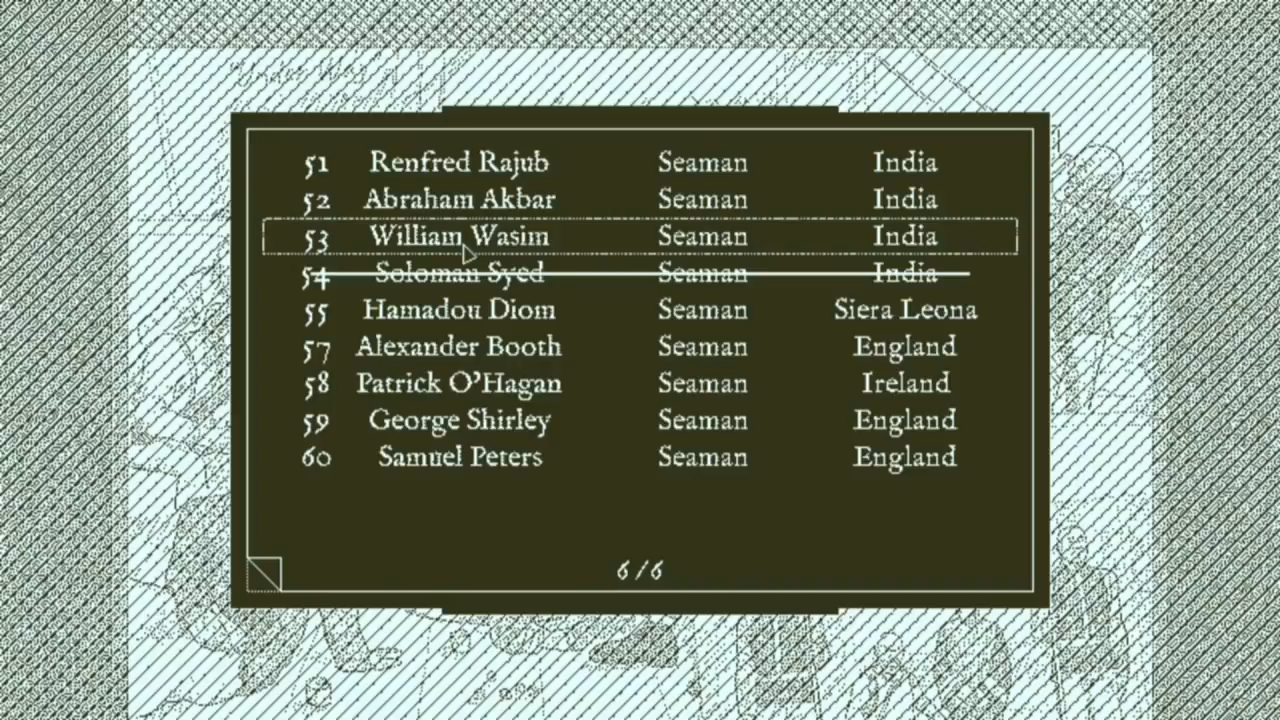 Under Way
51 Renfred Rajub Seaman India
52 Abraham Akbar Seaman India
53 William Wasim Seaman India
54 Soloman Syed Seaman India
55 Hamadou Diom Seaman Siera Leona
57 Alexander Booth Seaman England
58 Patrick O'Hagan Seaman Ireland
59 George Shirley Seaman England
60 Samuel Peters Seaman England
6/6